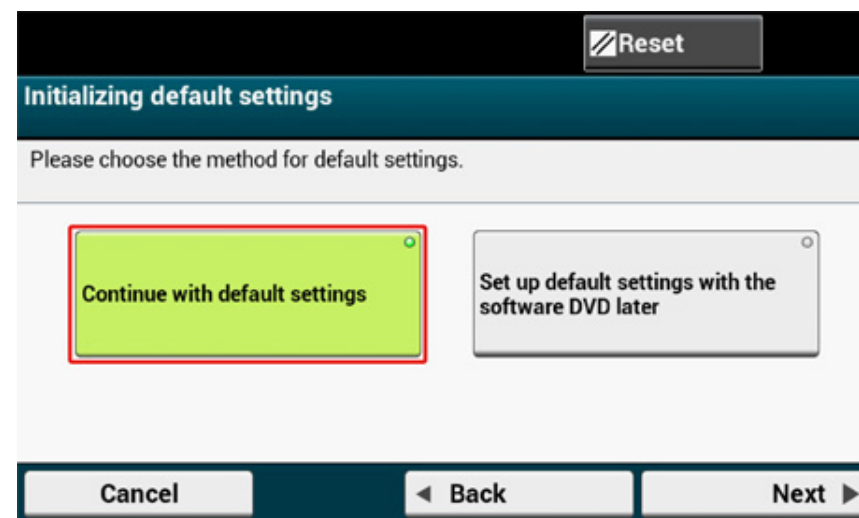 Reset
Initializing default settings
Please choose the method for default settings.
Continue with default settings
Set up default settings with the
software DVD later
Cancel
Back
Next